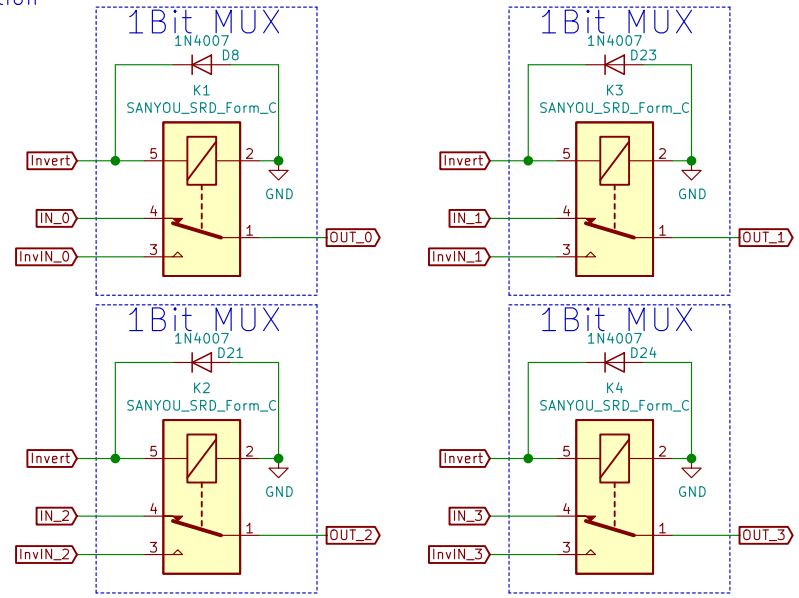 1Bit MUX
1N4007
D8
K1
SANYOU_SRD_Form_C
Invert
5
2
GND
IN_0
4
1
OUT_0
InvIN_0
3
1Bit MUX
1N4007
D23
K3
SANYOU_SRD_Form_C
Invert
5
2
GND
IN_1
4
1
OUT_1
InvIN_1
3
1Bit MUX
1N4007
D21
K2
SANYOU_SRD_Form_C
Invert
5
2
GND
IN_2
4
1
OUT_2
InvIN_2
3
1Bit MUX
1N4007
D24
K4
SANYOU_SRD_Form_C
Invert
5
2
GND
IN_3
4
1
OUT_3
InvIN_3
3